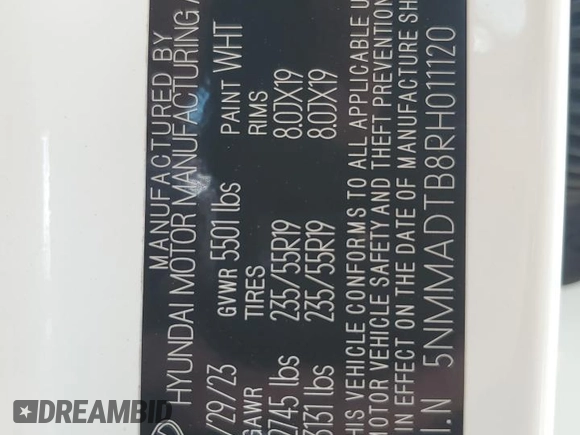 MANUFACTURED BY
HYUNDAI MOTOR MANUFACTURING
/29/23 GVWR 5501 lbs PAINT WHT
GAWR TIRES RIMS
2745 lbs 235/55R19 8.0JX19
3131 lbs 235/55R19 8.0JX19
THIS VEHICLE CONFORMS TO ALL APPLICABLE U
MOTOR VEHICLE SAFETY AND THEFT PREVENTION
IN EFFECT ON THE DATE OF MANUFACTURE SH
I.N 5NMMADTB8RH011120
DREAMBID